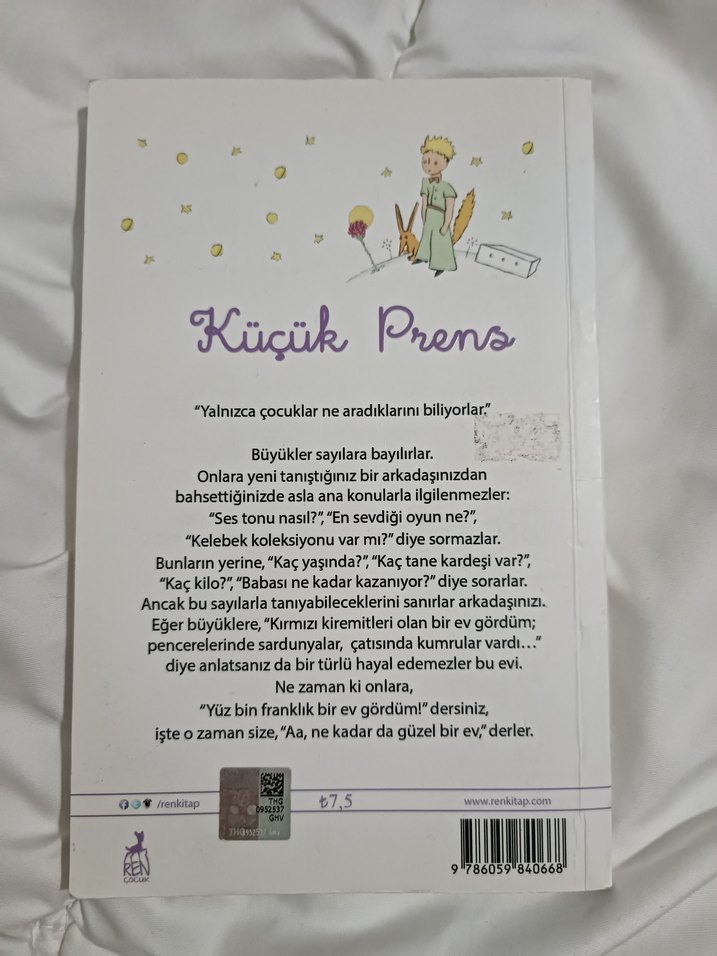 Küçük Prens
“Yalnızca çocuklar ne aradıklarını biliyorlar.”
Büyükler sayılara bayılırlar.
Onlara yeni tanıştığınız bir arkadaşınızdan
bahsettiğinizde asla ana konularla ilgilenmezler:
“Ses tonu nasıl?”, “En sevdiği oyun ne?”,
“Kelebek koleksiyonu var mı?” diye sormazlar.
Bunların yerine, “Kaç yaşında?”, “Kaç tane kardeşi var?”,
“Kaç kilo?”, “Babası ne kadar kazanıyor?” diye sorarlar.
Ancak bu sayılarla tanıyabileceklerini sanırlar arkadaşınızı.
Eğer büyüklere, “Kırmızı kiremitleri olan bir ev gördüm;
pencerelerinde sardunyalar, çatısında kumrular vardı…”
diye anlatsanız da bir türlü hayal edemezler bu evi.
Ne zaman ki onlara,
“Yüz bin franklık bir ev gördüm!” dersiniz,
işte o zaman size, “Aa, ne kadar da güzel bir ev,” derler.
/renkitap
THG
0952537
GHV
₺7,5
www.renkitap.com
REN
ÇOCUK
9 786059 840668